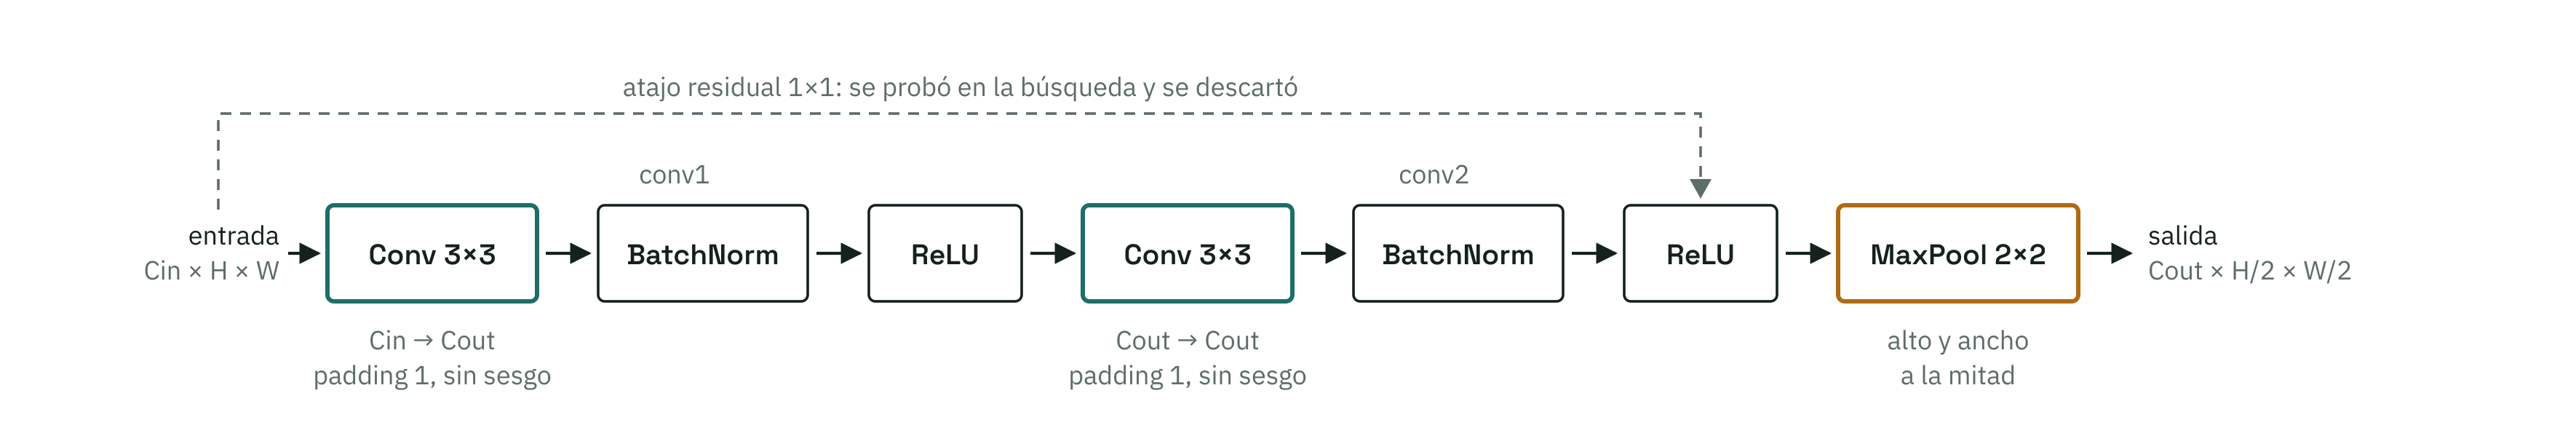 atajo residual 1×1: se probó en la búsqueda y se descartó
conv1
conv2
entrada
Cin × H × W
Conv 3×3
BatchNorm
ReLU
Conv 3×3
BatchNorm
ReLU
MaxPool 2×2
salida
Cout × H/2 × W/2
Cin → Cout
padding 1, sin sesgo
Cout → Cout
padding 1, sin sesgo
alto y ancho
a la mitad